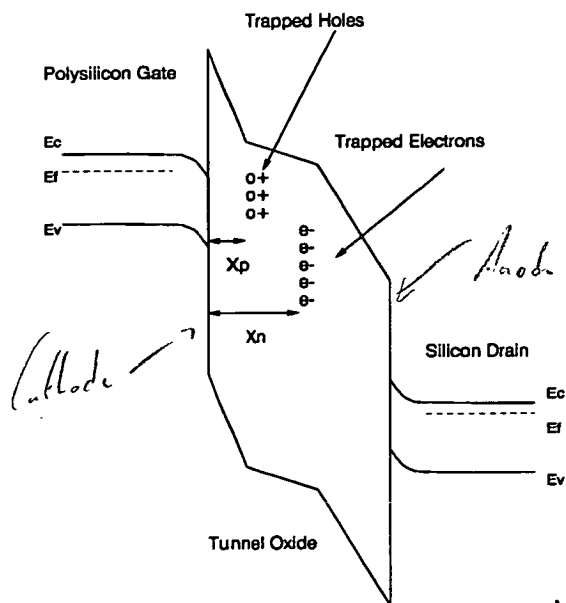 Trapped Holes
Polysilicon Gate
Trapped Electrons
Ec
Ef
Ev
o+
o+
o+
e-
e-
e-
e-
e-
Xp
Xn
Cathode
Silicon Drain
Ec
Ef
Ev
Tunnel Oxide